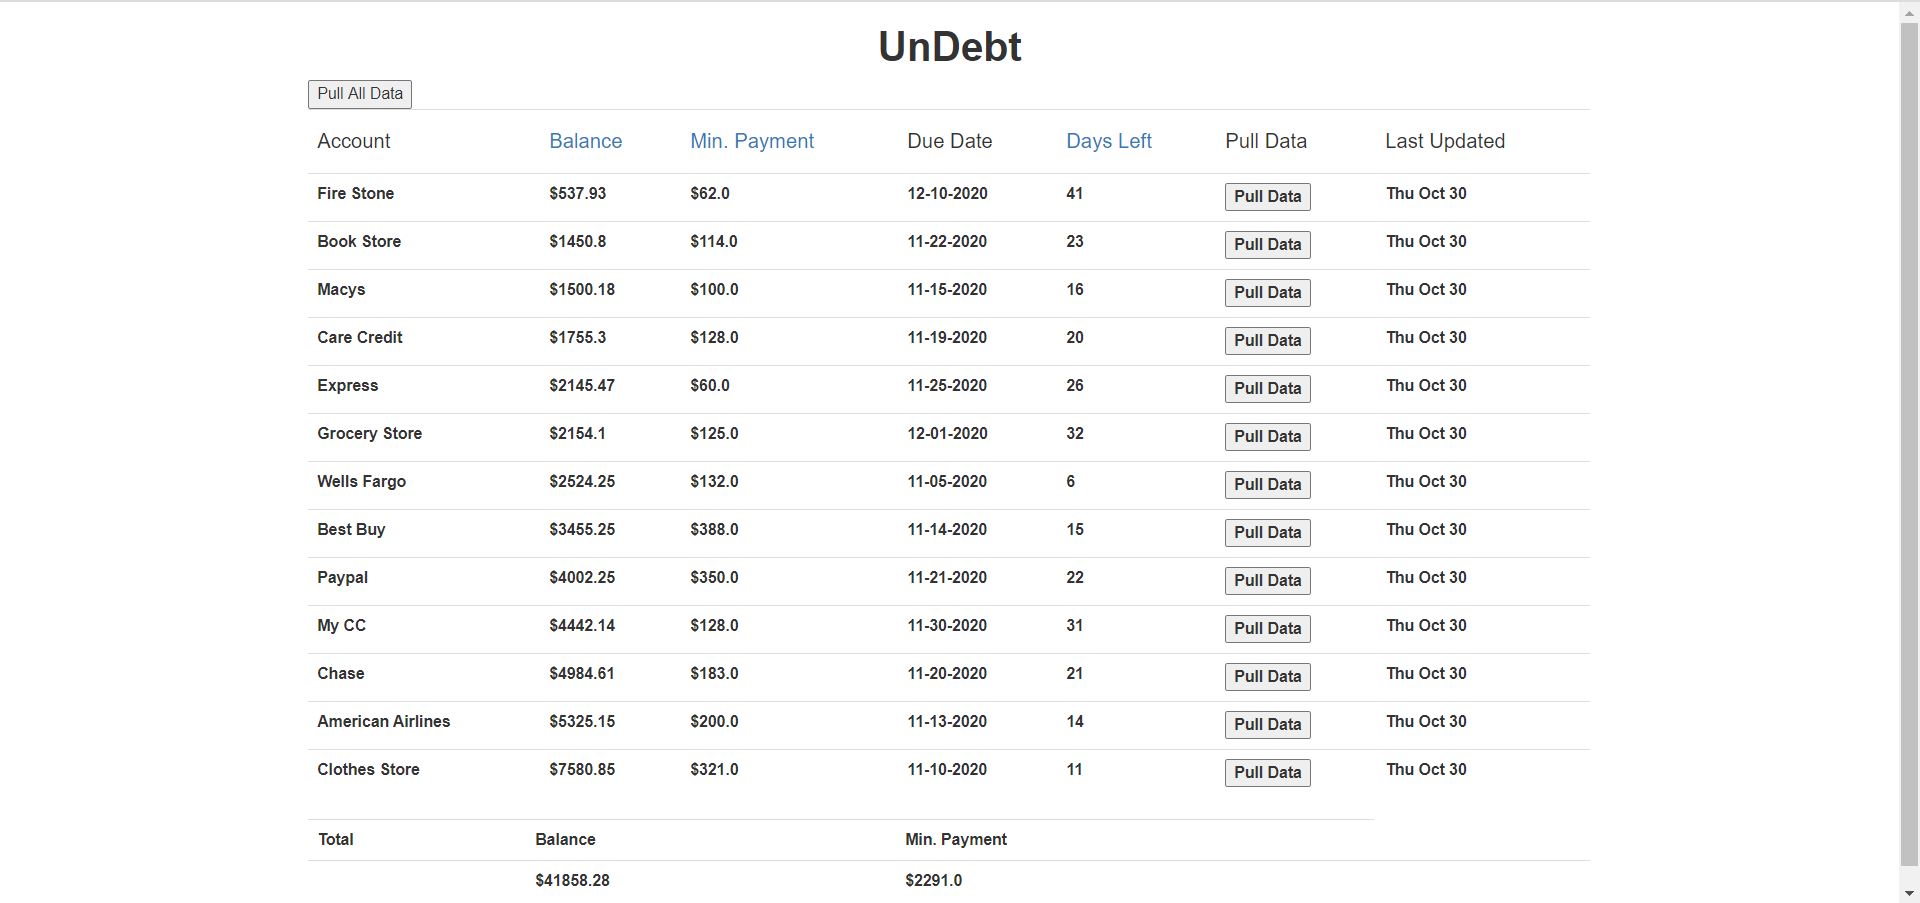 UnDebt
Pull All Data
Account Balance Min. Payment Due Date Days Left Pull Data Last Updated
Fire Stone $537.93 $62.0 12-10-2020 41 Pull Data Thu Oct 30
Book Store $1450.8 $114.0 11-22-2020 23 Pull Data Thu Oct 30
Macys $1500.18 $100.0 11-15-2020 16 Pull Data Thu Oct 30
Care Credit $1755.3 $128.0 11-19-2020 20 Pull Data Thu Oct 30
Express $2145.47 $60.0 11-25-2020 26 Pull Data Thu Oct 30
Grocery Store $2154.1 $125.0 12-01-2020 32 Pull Data Thu Oct 30
Wells Fargo $2524.25 $132.0 11-05-2020 6 Pull Data Thu Oct 30
Best Buy $3455.25 $388.0 11-14-2020 15 Pull Data Thu Oct 30
Paypal $4002.25 $350.0 11-21-2020 22 Pull Data Thu Oct 30
My CC $4442.14 $128.0 11-30-2020 31 Pull Data Thu Oct 30
Chase $4984.61 $183.0 11-20-2020 21 Pull Data Thu Oct 30
American Airlines $5325.15 $200.0 11-13-2020 14 Pull Data Thu Oct 30
Clothes Store $7580.85 $321.0 11-10-2020 11 Pull Data Thu Oct 30
Total Balance Min. Payment
$41858.28 $2291.0